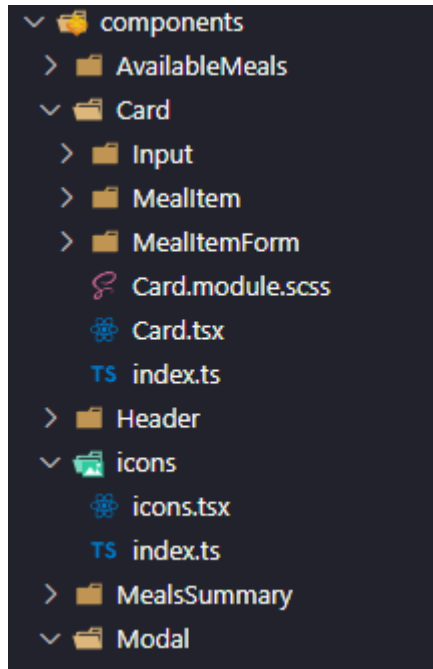 components
AvailableMeals
Card
Input
MealItem
MealItemForm
Card.module.scss
Card.tsx
TS index.ts
Header
icons
icons.tsx
TS index.ts
MealsSummary
Modal